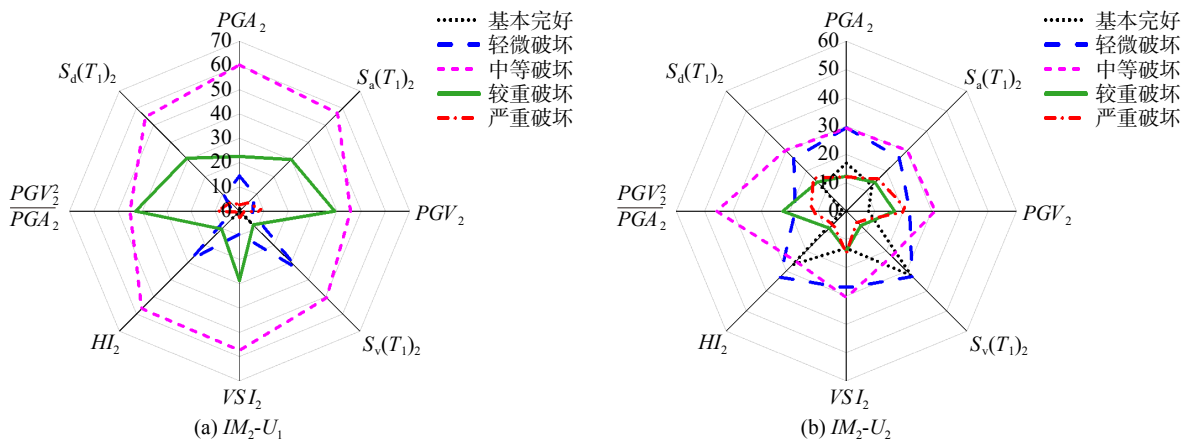 PGA₂
70
60
50
40
30
20
10
0
Sₐ(T₁)₂
PGV₂
Sᵥ(T₁)₂
VSI₂
HI₂
PGV₂²
PGA₂
S_d(T₁)₂
基本完好
轻微破坏
中等破坏
较重破坏
严重破坏
(a) IM₂-U₁
PGA₂
60
50
40
30
20
10
0
Sₐ(T₁)₂
PGV₂
Sᵥ(T₁)₂
VSI₂
HI₂
PGV₂²
PGA₂
S_d(T₁)₂
基本完好
轻微破坏
中等破坏
较重破坏
严重破坏
(b) IM₂-U₂